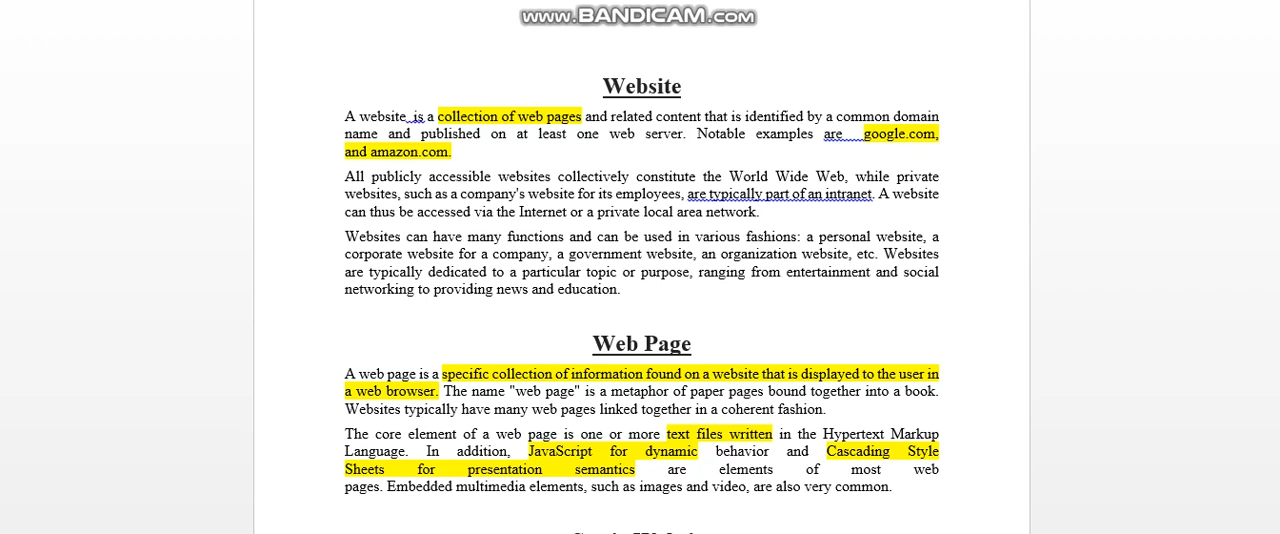 www.BANDICAM.com
Website
A website is a collection of web pages and related content that is identified by a common domain
name and published on at least one web server. Notable examples are google.com,
and amazon.com.
All publicly accessible websites collectively constitute the World Wide Web, while private
websites, such as a company's website for its employees, are typically part of an intranet. A website
can thus be accessed via the Internet or a private local area network.
Websites can have many functions and can be used in various fashions: a personal website, a
corporate website for a company, a government website, an organization website, etc. Websites
are typically dedicated to a particular topic or purpose, ranging from entertainment and social
networking to providing news and education.
Web Page
A web page is a specific collection of information found on a website that is displayed to the user in
a web browser. The name "web page" is a metaphor of paper pages bound together into a book.
Websites typically have many web pages linked together in a coherent fashion.
The core element of a web page is one or more text files written in the Hypertext Markup
Language. In addition, JavaScript for dynamic behavior and Cascading Style
Sheets for presentation semantics are elements of most web
pages. Embedded multimedia elements, such as images and video, are also very common.